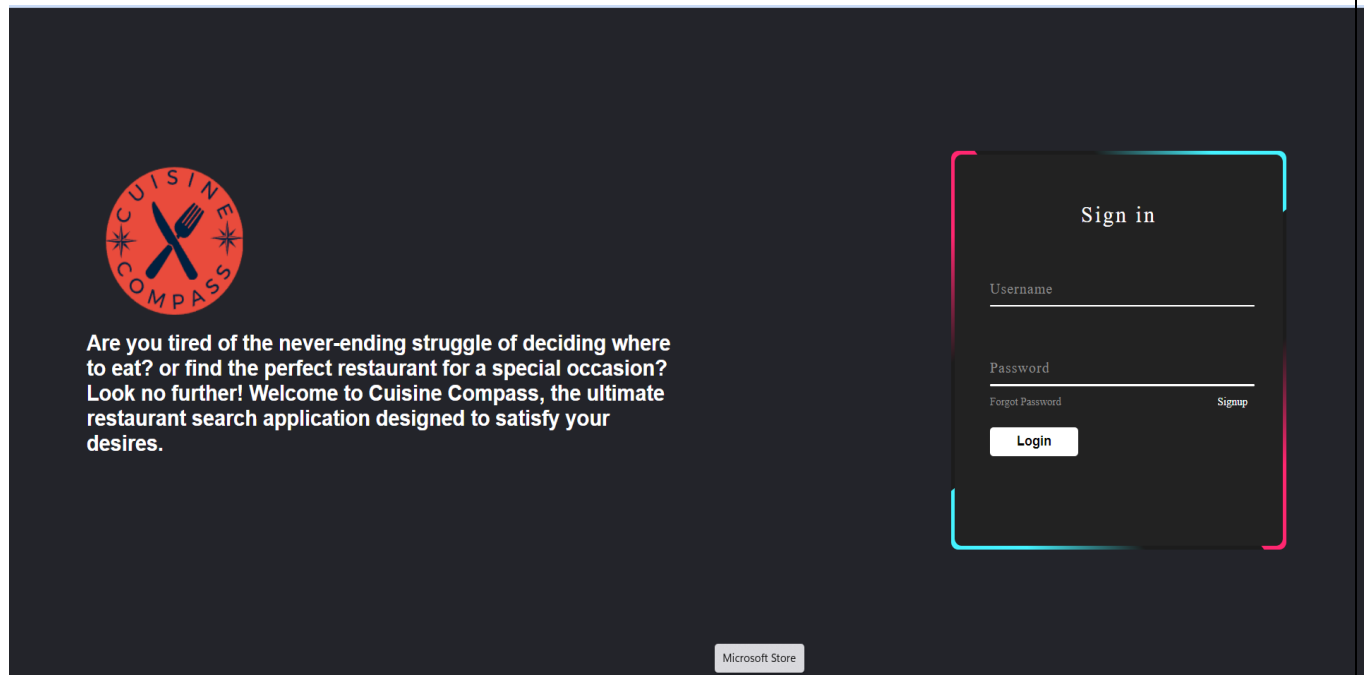 CUISINE
COMPASS
Are you tired of the never-ending struggle of deciding where
to eat? or find the perfect restaurant for a special occasion?
Look no further! Welcome to Cuisine Compass, the ultimate
restaurant search application designed to satisfy your
desires.
Sign in
Username
Password
Forgot Password Signup
Login
Microsoft Store